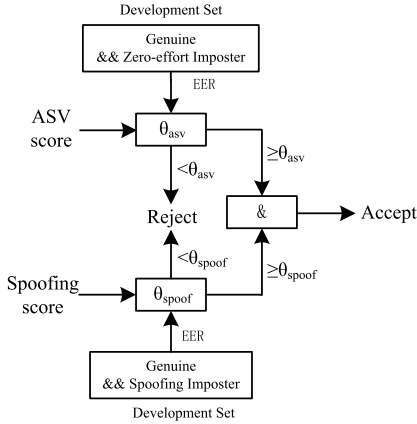 Development Set
Genuine
&& Zero-effort Imposter
EER
ASV
score
θasv
≥θasv
<θasv
Reject
&
Accept
<θspoof
≥θspoof
Spoofing
score
θspoof
EER
Genuine
&& Spoofing Imposter
Development Set